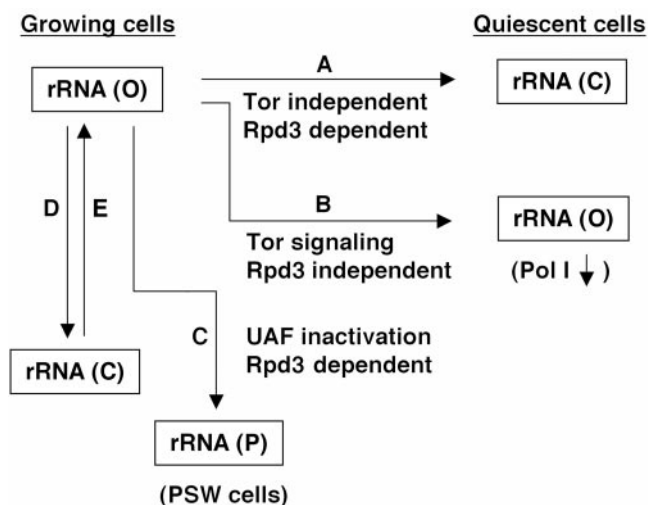 Growing cells
Quiescent cells
rRNA (O)
A
Tor independent
Rpd3 dependent
rRNA (C)
D
E
B
Tor signaling
Rpd3 independent
rRNA (O)
(Pol I ↓ )
C
UAF inactivation
Rpd3 dependent
rRNA (C)
rRNA (P)
(PSW cells)